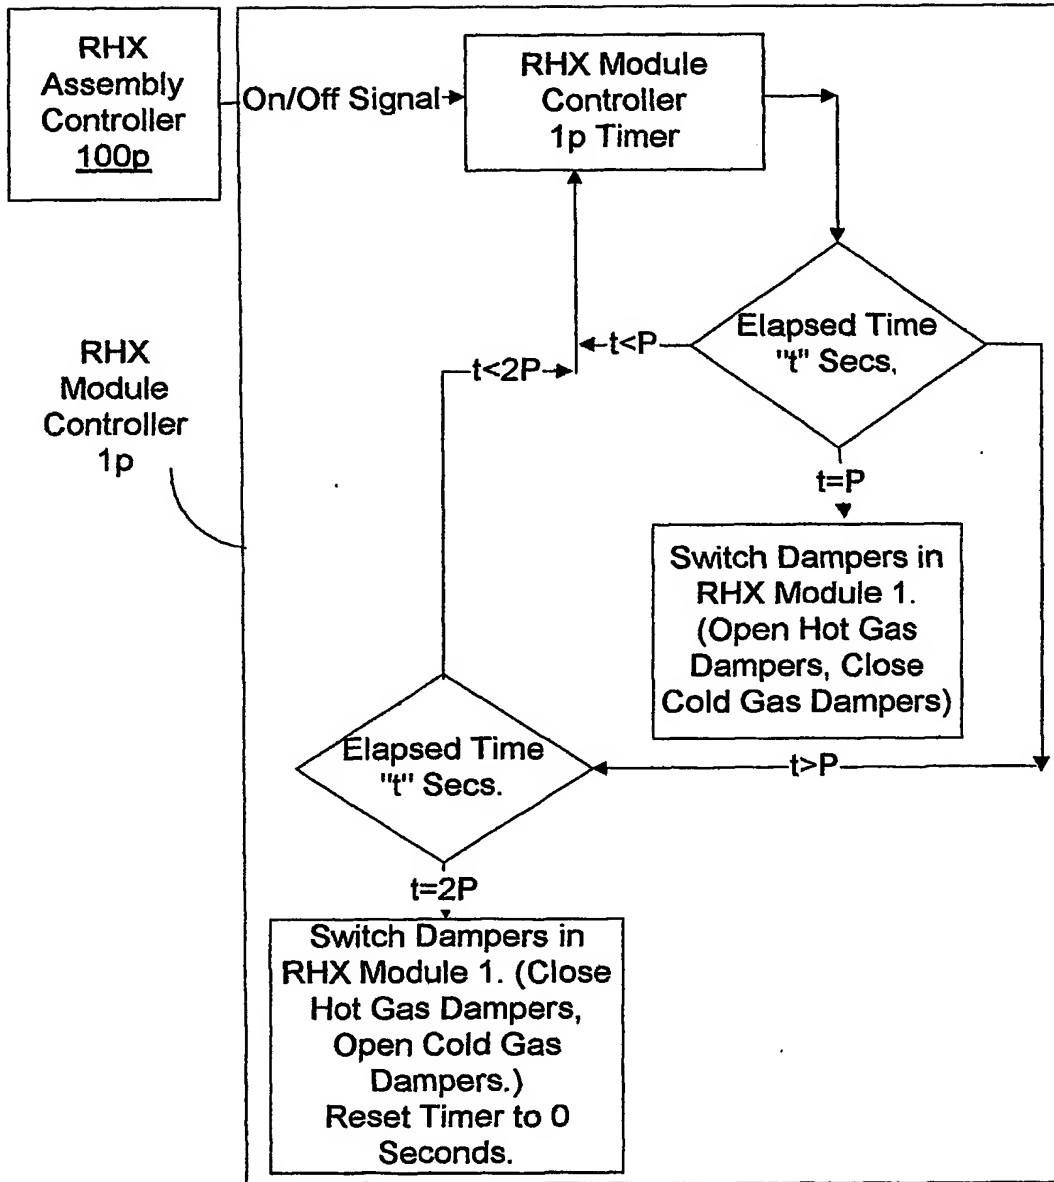 RHX
Assembly
Controller
100p
On/Off Signal
RHX Module
Controller
1p Timer
Elapsed Time
"t" Secs.
t<P
t<2P
RHX
Module
Controller
1p
t=P
Switch Dampers in
RHX Module 1.
(Open Hot Gas
Dampers, Close
Cold Gas Dampers)
t>P
Elapsed Time
"t" Secs.
t=2P
Switch Dampers in
RHX Module 1. (Close
Hot Gas Dampers,
Open Cold Gas
Dampers.)
Reset Timer to 0
Seconds.